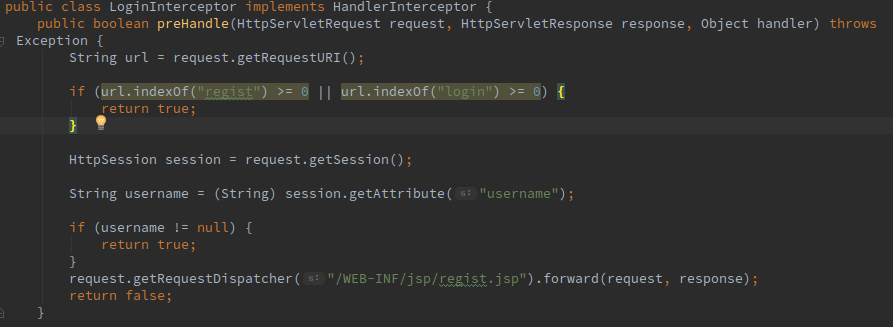 public class LoginInterceptor implements HandlerInterceptor {
public boolean preHandle(HttpServletRequest request, HttpServletResponse response, Object handler) throws
Exception {
String url = request.getRequestURI();
if (url.indexOf("regist") >= 0 || url.indexOf("login") >= 0) {
return true;
}
HttpSession session = request.getSession();
String username = (String) session.getAttribute( s: "username");
if (username != null) {
return true;
}
request.getRequestDispatcher( s: "/WEB-INF/jsp/regist.jsp").forward(request, response);
return false;
}